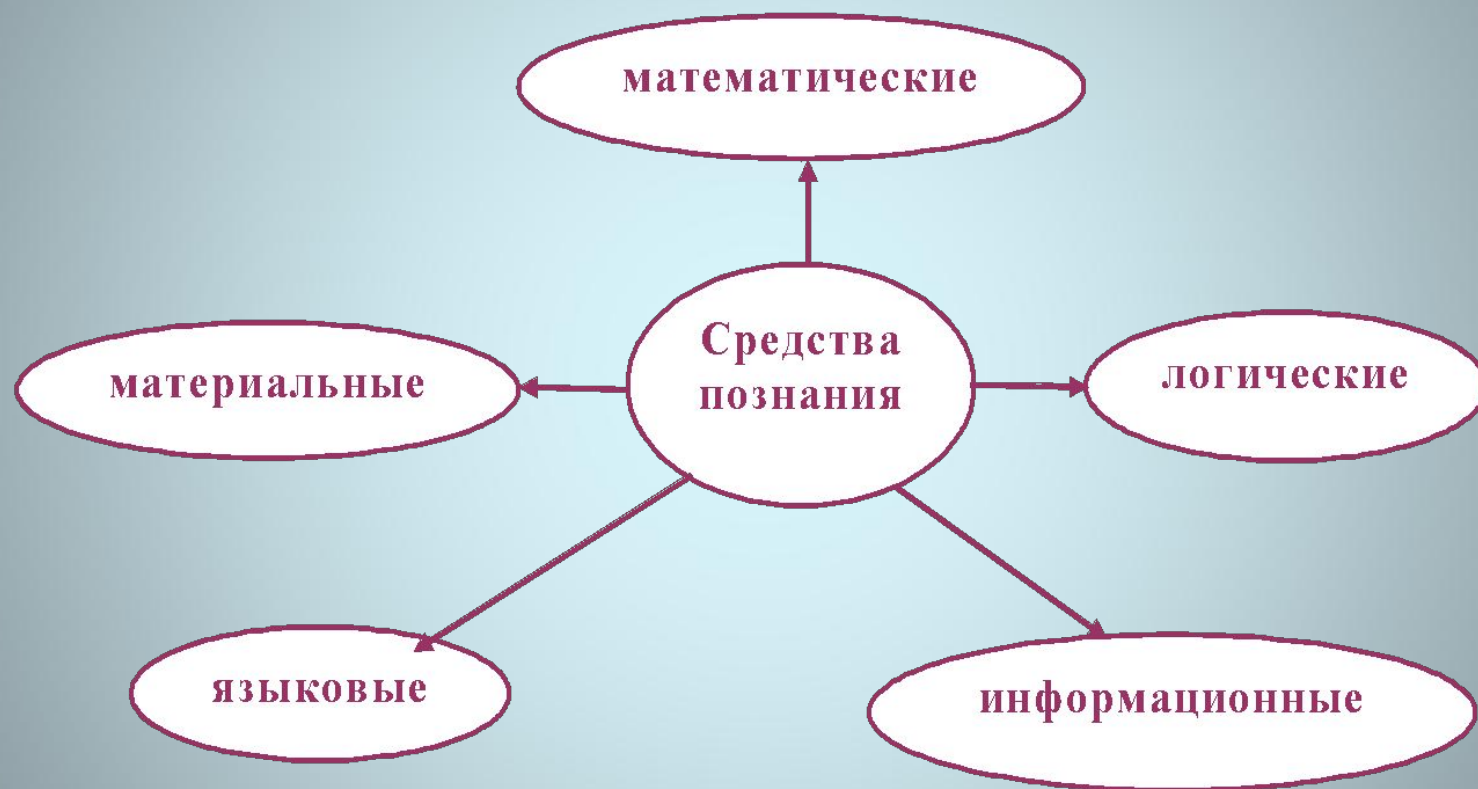 математические
Средства
познания
материальные
логические
языковые
информационные